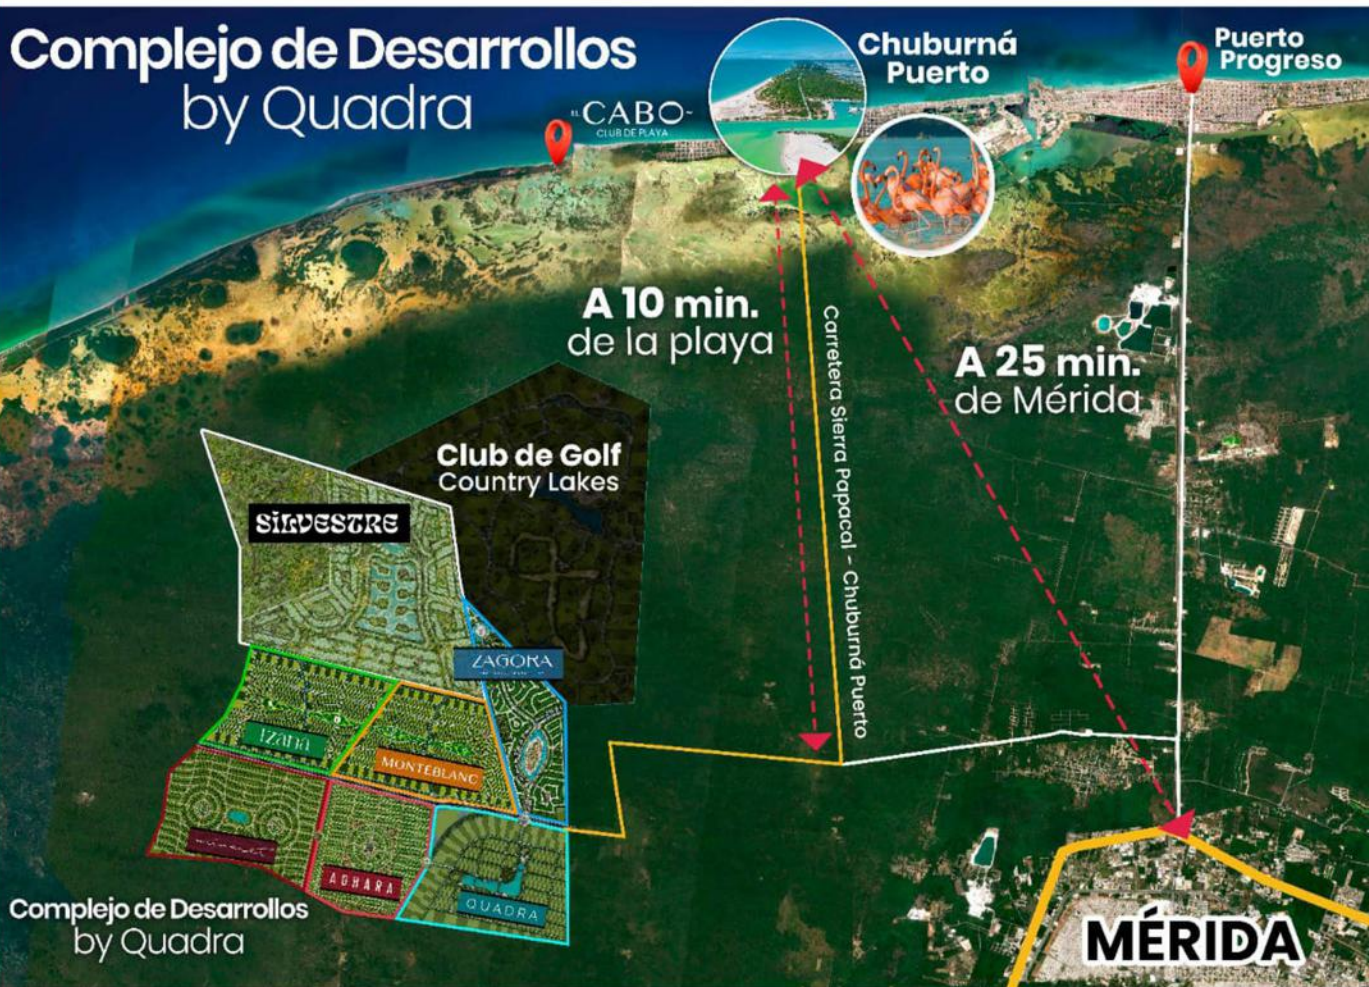 Complejo de Desarrollos
by Quadra
EL CABO
CLUB DE PLAYA
Chuburná
Puerto
Puerto
Progreso
A 10 min.
de la playa
Carretera Sierra Papacal - Chuburná Puerto
A 25 min.
de Mérida
Club de Golf
Country Lakes
SILVESTRE
ZAGORA
IZANA
MONTEBLANC
ADHARA
QUADRA
Complejo de Desarrollos
by Quadra
MÉRIDA